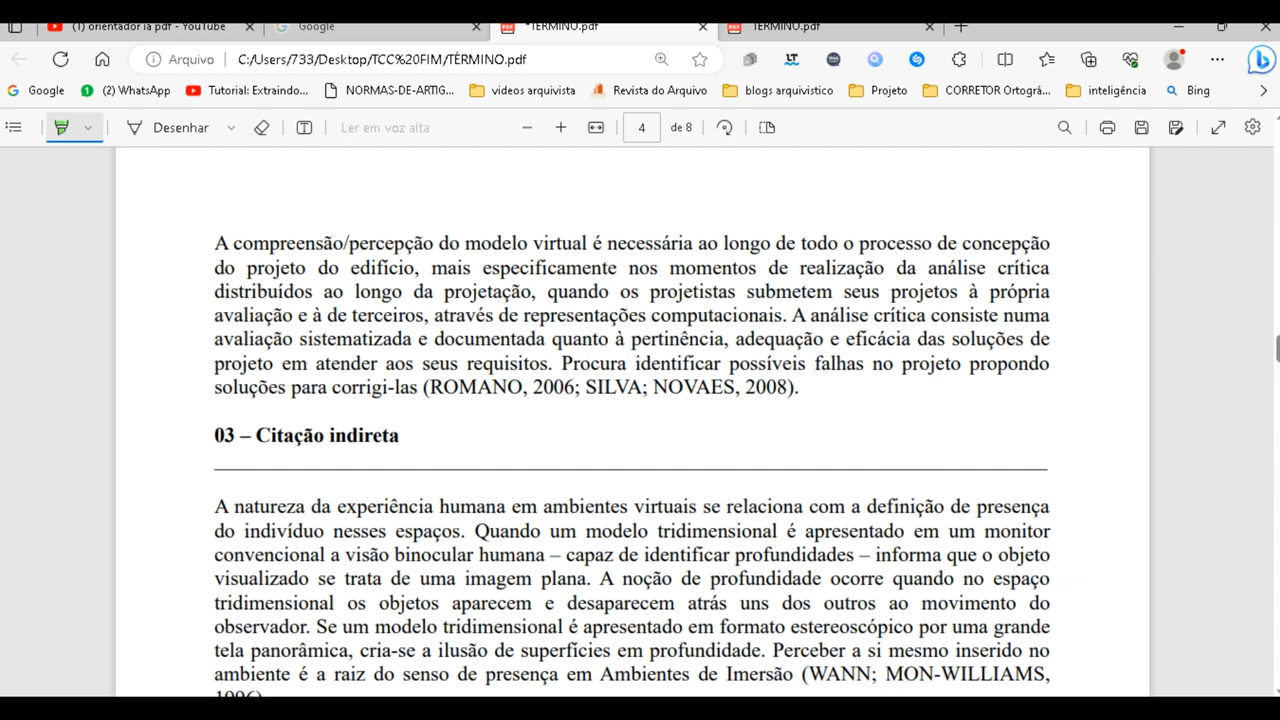 (1) orientador ia pdf - YouTube
Google
*TÉRMINO.pdf
TÉRMINO.pdf
Arquivo
C:/Users/733/Desktop/TCC%20FIM/TÉRMINO.pdf
Google
(2) WhatsApp
Tutorial: Extraindo...
NORMAS-DE-ARTIG...
videos arquivista
Revista do Arquivo
blogs arquivistico
Projeto
CORRETOR Ortográ...
inteligência
Bing
Desenhar
Ler em voz alta
4
de 8
A compreensão/percepção do modelo virtual é necessária ao longo de todo o processo de concepção
do projeto do edifício, mais especificamente nos momentos de realização da análise crítica
distribuídos ao longo da projetação, quando os projetistas submetem seus projetos à própria
avaliação e à de terceiros, através de representações computacionais. A análise crítica consiste numa
avaliação sistematizada e documentada quanto à pertinência, adequação e eficácia das soluções de
projeto em atender aos seus requisitos. Procura identificar possíveis falhas no projeto propondo
soluções para corrigi-las (ROMANO, 2006; SILVA; NOVAES, 2008).
03 – Citação indireta
A natureza da experiência humana em ambientes virtuais se relaciona com a definição de presença
do indivíduo nesses espaços. Quando um modelo tridimensional é apresentado em um monitor
convencional a visão binocular humana – capaz de identificar profundidades – informa que o objeto
visualizado se trata de uma imagem plana. A noção de profundidade ocorre quando no espaço
tridimensional os objetos aparecem e desaparecem atrás uns dos outros ao movimento do
observador. Se um modelo tridimensional é apresentado em formato estereoscópico por uma grande
tela panorâmica, cria-se a ilusão de superfícies em profundidade. Perceber a si mesmo inserido no
ambiente é a raiz do senso de presença em Ambientes de Imersão (WANN; MON-WILLIAMS,
1996)